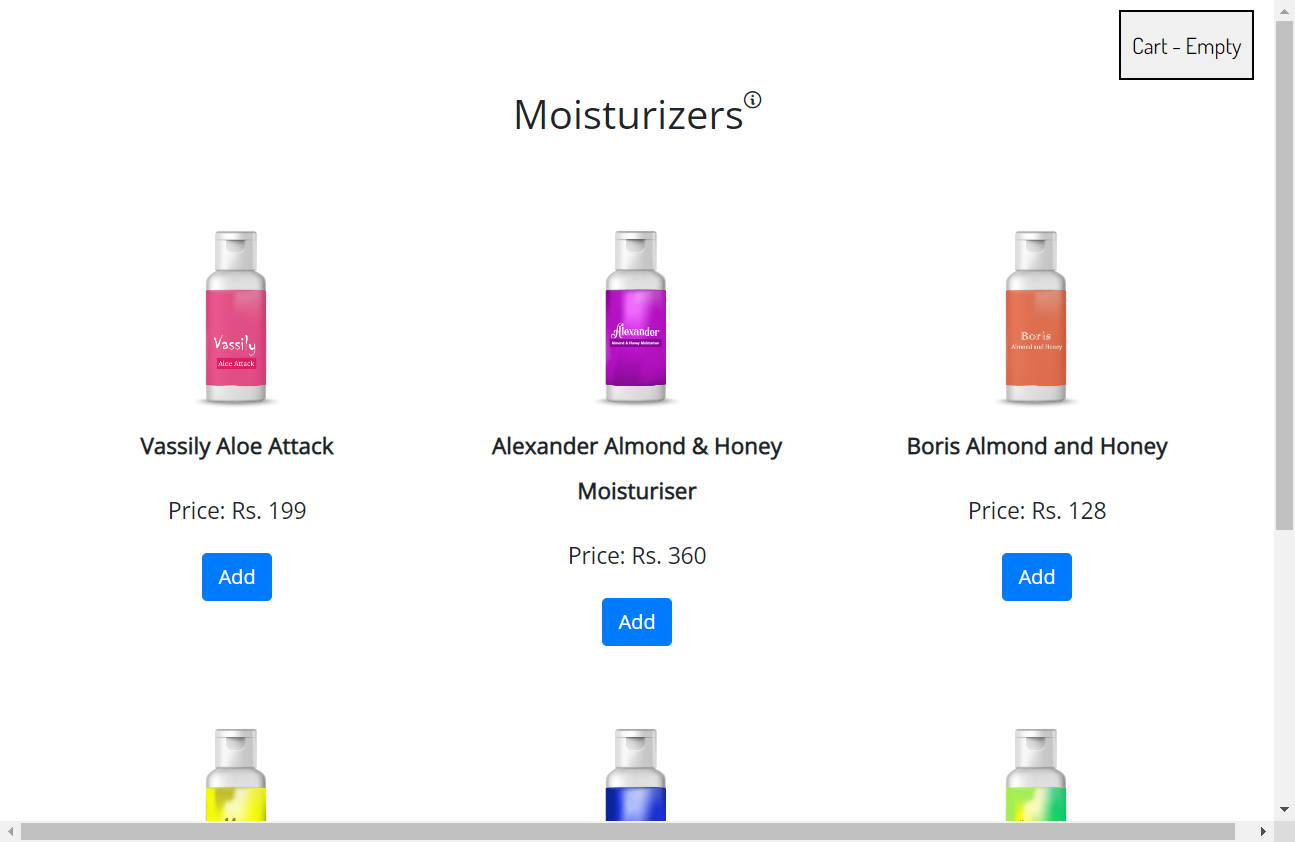 Cart - Empty
Moisturizers
Vassily
Aloe Attack
Alexander
Almond & Honey Moisturiser
Boris
Almond and Honey
Vassily Aloe Attack
Alexander Almond & Honey
Moisturiser
Boris Almond and Honey
Price: Rs. 199
Price: Rs. 360
Price: Rs. 128
Add
Add
Add